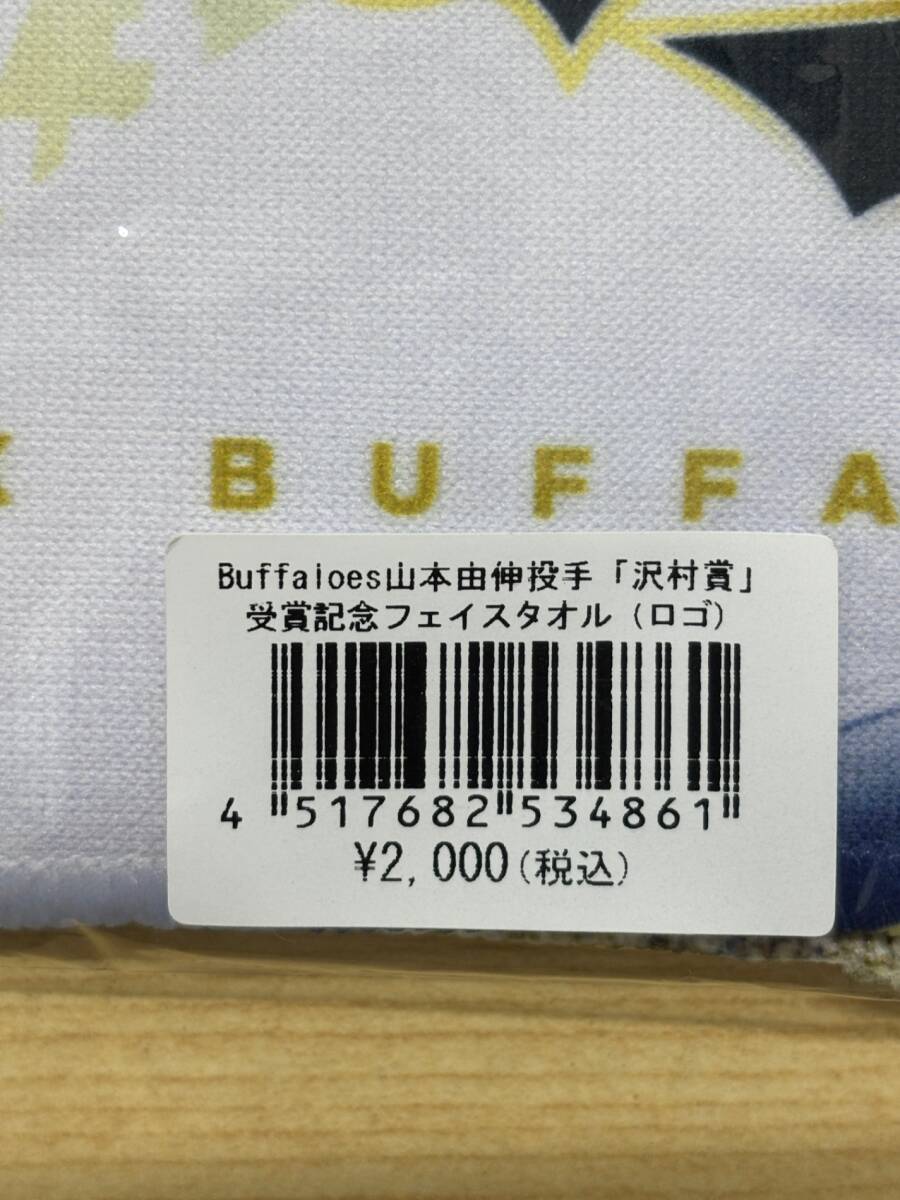 X BUFFA
Buffaioes山本由伸投手「沢村賞」
受賞記念フェイスタオル（ロゴ）
4 517682 534861
¥2,000(税込)